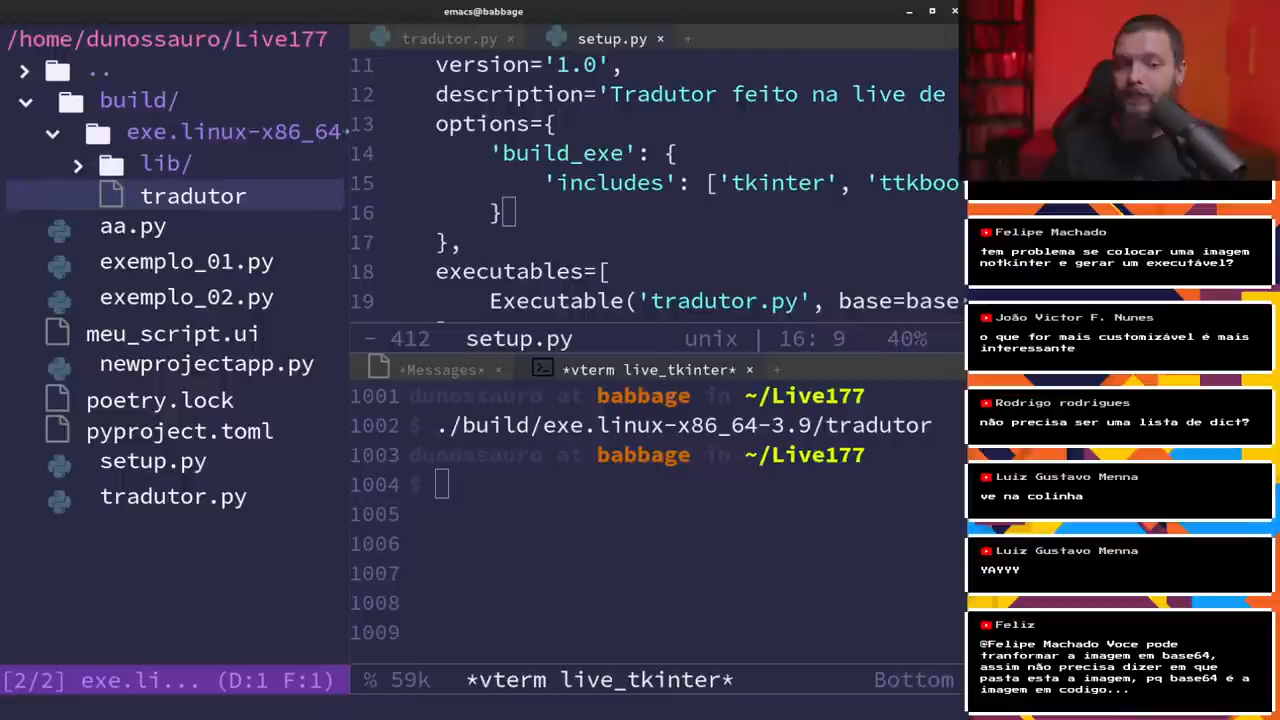 emacs@babbage
/home/dunossauro/Live177
..
build/
exe.linux-x86_64
lib/
tradutor
aa.py
exemplo_01.py
exemplo_02.py
meu_script.ui
newprojectapp.py
poetry.lock
pyproject.toml
setup.py
tradutor.py
[2/2] exe.li... (D:1 F:1)
tradutor.py × setup.py × +
11 version='1.0',
12 description='Tradutor feito na live de
13 options={
14 'build_exe': {
15 'includes': ['tkinter', 'ttkboo
16 }
17 },
18 executables=[
19 Executable('tradutor.py', base=base
- 412 setup.py unix | 16: 9 40%
*Messages* × *vterm live_tkinter* × +
1001 dunossauro at babbage in ~/Live177
1002 $ ./build/exe.linux-x86_64-3.9/tradutor
1003 dunossauro at babbage in ~/Live177
1004 $
1005
1006
1007
1008
1009
% 59k *vterm live_tkinter* Bottom
Felipe Machado
tem problema se colocar uma imagem
notkinter e gerar um executável?
João Victor F. Nunes
o que for mais customizável é mais
interessante
Rodrigo rodrigues
não precisa ser uma lista de dict?
Luiz Gustavo Menna
ve na colinha
Luiz Gustavo Menna
YAYYY
Feliz
@Felipe Machado Voce pode
tranformar a imagem em base64,
assim não precisa dizer em que
pasta esta a imagem, pq base64 é a
imagem em codigo...